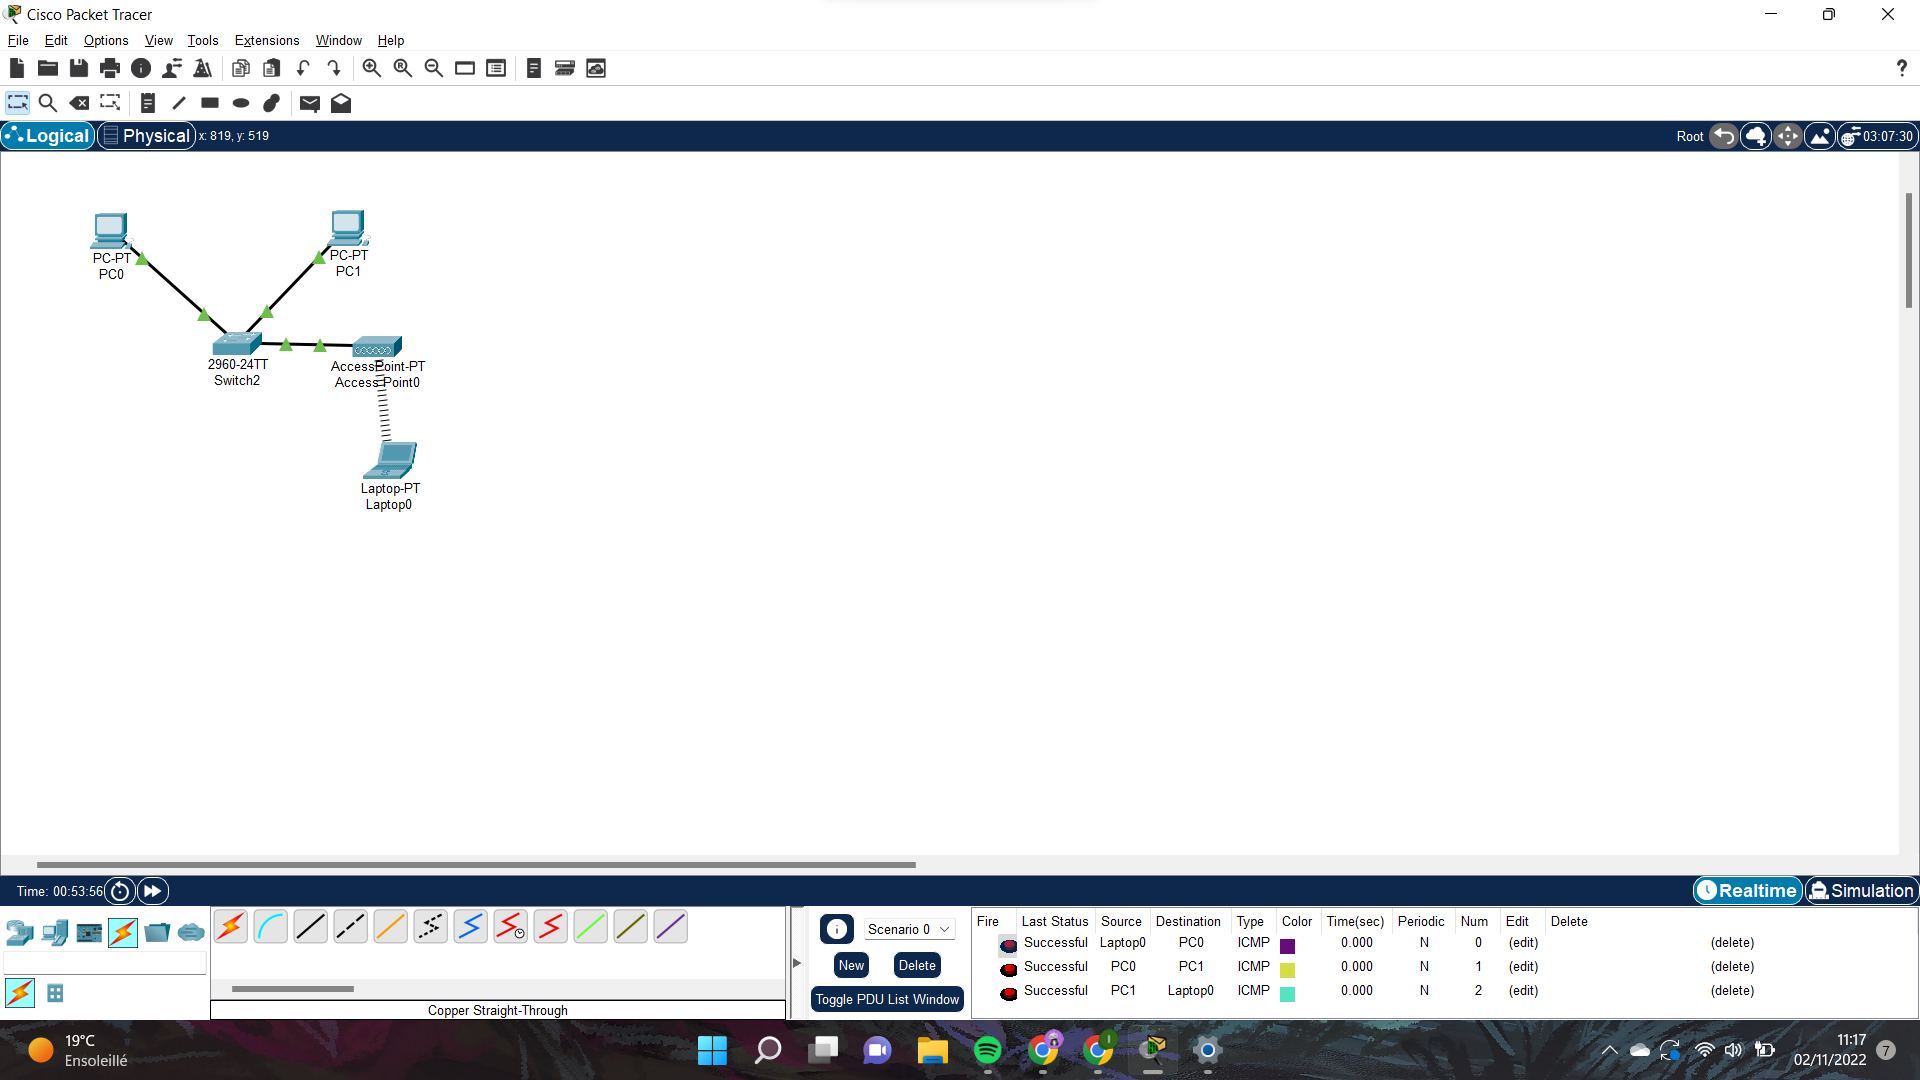 Cisco Packet Tracer
File Edit Options View Tools Extensions Window Help
?
Logical Physical x: 819, y: 519 Root 03:07:30
PC-PT
PC0
PC-PT
PC1
2960-24TT
Switch2
AccessPoint-PT
Access Point0
Laptop-PT
Laptop0
Time: 00:53:56 Realtime Simulation
Scenario 0
New Delete
Toggle PDU List Window
Copper Straight-Through
Fire Last Status Source Destination Type Color Time(sec) Periodic Num Edit Delete
Successful Laptop0 PC0 ICMP 0.000 N 0 (edit) (delete)
Successful PC0 PC1 ICMP 0.000 N 1 (edit) (delete)
Successful PC1 Laptop0 ICMP 0.000 N 2 (edit) (delete)
19°C
Ensoleillé
11:17
02/11/2022
7